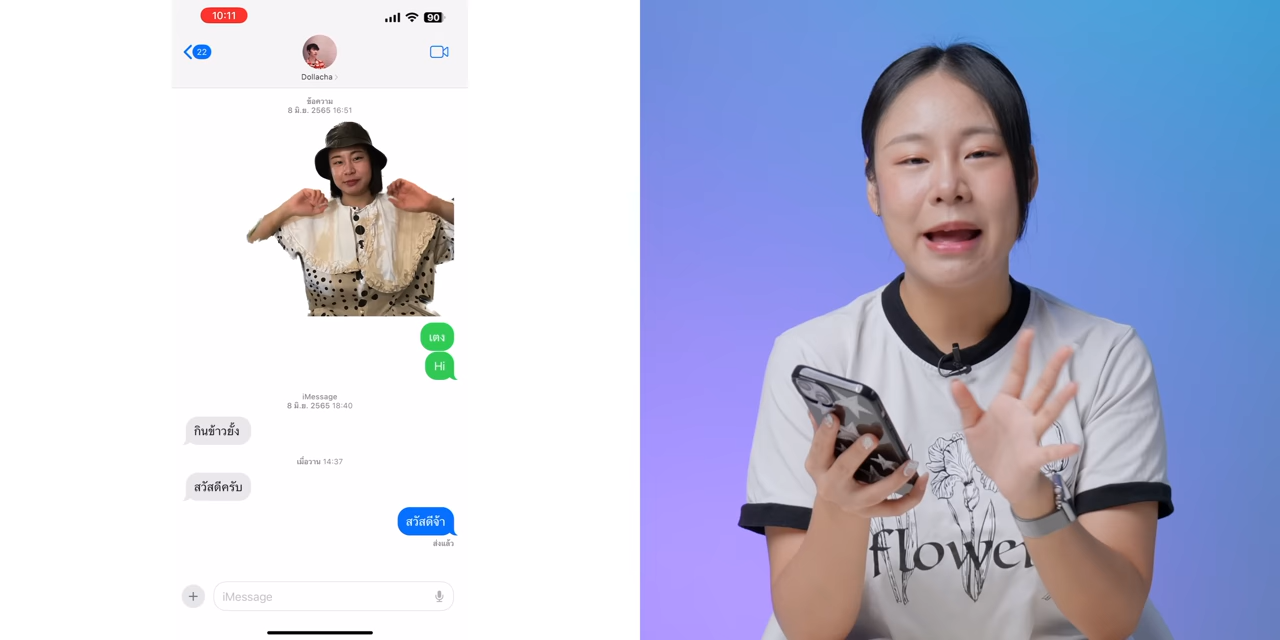 10:11
90
22
Dollacha
ข้อความ
8 มิ.ย. 2565 16:51
เตง
Hi
iMessage
8 มิ.ย. 2565 18:40
กินข้าวยั้ง
เมื่อวาน 14:37
สวัสดีครับ
สวัสดีจ้า
ส่งแล้ว
iMessage
flower